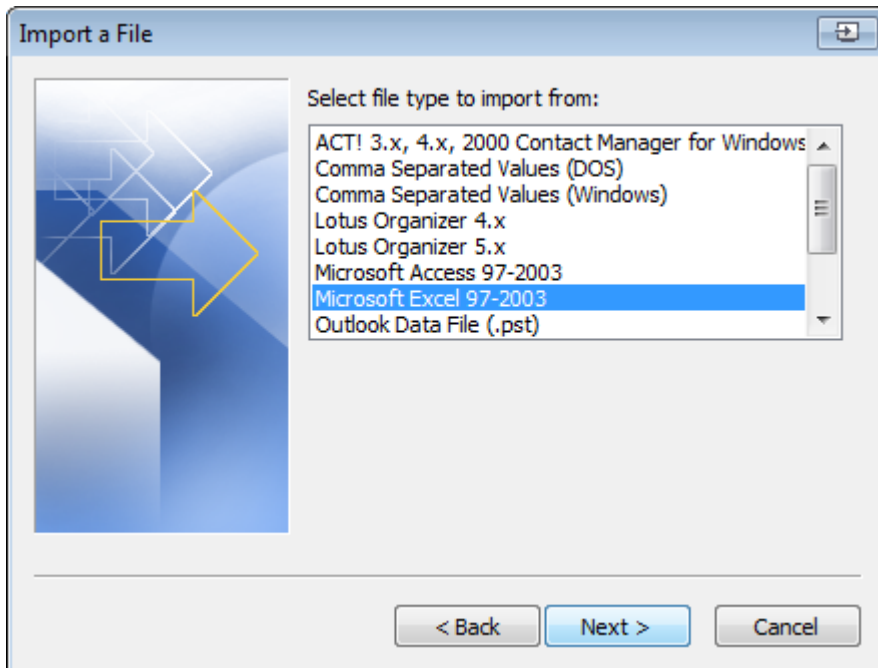 Import a File
Select file type to import from:
ACT! 3.x, 4.x, 2000 Contact Manager for Windows
Comma Separated Values (DOS)
Comma Separated Values (Windows)
Lotus Organizer 4.x
Lotus Organizer 5.x
Microsoft Access 97-2003
Microsoft Excel 97-2003
Outlook Data File (.pst)
< Back Next > Cancel